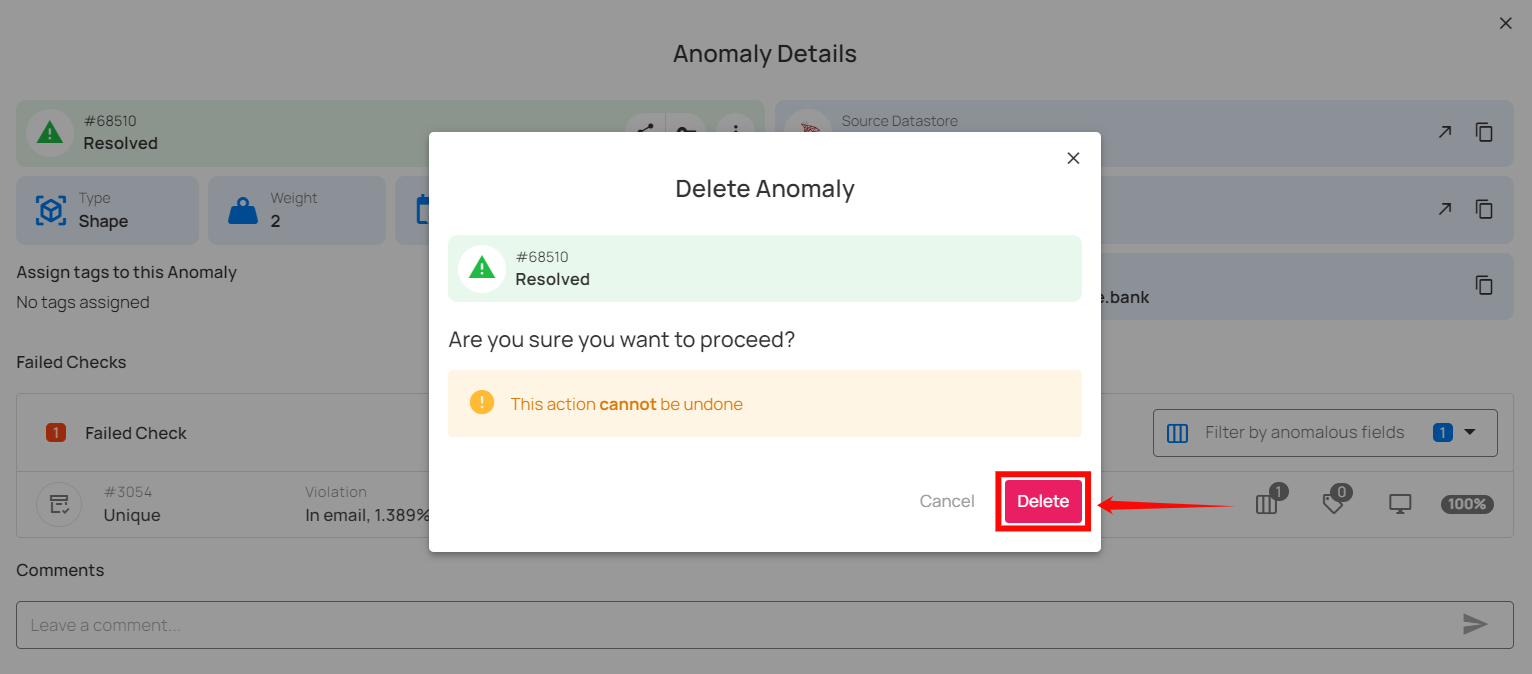 Anomaly Details
#68510
Resolved
Source Datastore
Type
Shape
Weight
2
Assign tags to this Anomaly
No tags assigned
e.bank
Delete Anomaly
#68510
Resolved
Are you sure you want to proceed?
This action cannot be undone
Cancel
Delete
Failed Checks
1
Failed Check
Filter by anomalous fields
1
#3054
Unique
Violation
In email, 1.389%
1
0
100%
Comments
Leave a comment...